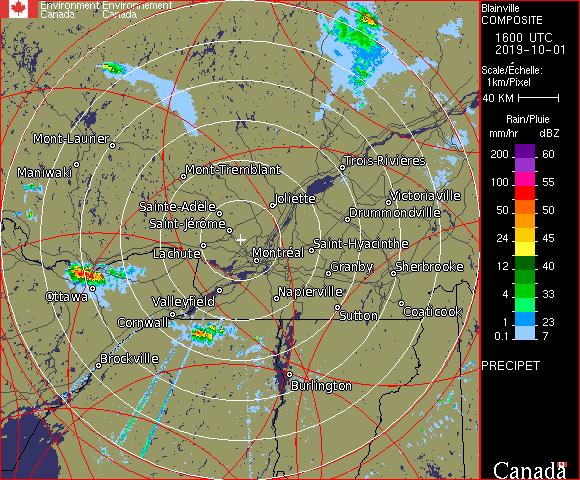 Environment Environnement
Canada Canada
Blainville
COMPOSITE
1600 UTC
2019-10-01
Scale/Échelle:
1km/Pixel
40 KM
Rain/Pluie
mm/hr dBZ
200 60
100 55
50 50
24 45
12 40
4 33
1 23
0.1 7
PRECIPET
Canada
Mont-Laurier
Maniwaki
Mont-Tremblant
Trois-Rivières
Joliette
Victoriaville
Sainte-Adèle
Drummondville
Saint-Jérôme
Saint-Hyacinthe
Lachute
Montréal
Granby
Sherbrooke
Ottawa
Valleyfield
Napierville
Cornwall
Sutton
Coaticook
Brockville
Burlington